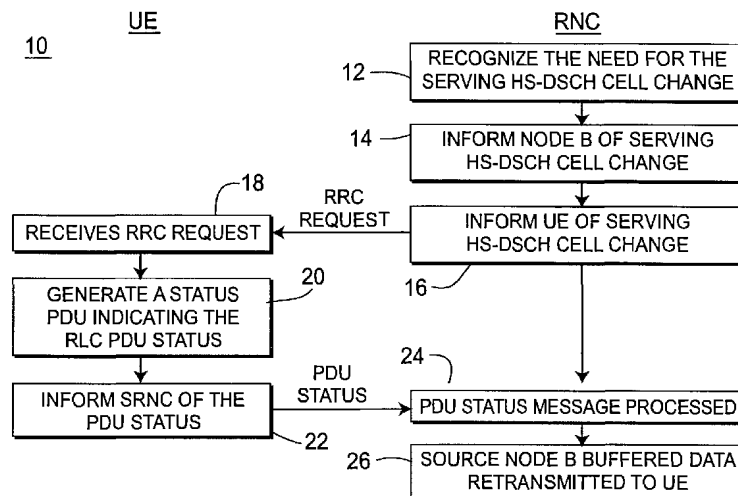 UE
RNC
10
12
RECOGNIZE THE NEED FOR THE
SERVING HS-DSCH CELL CHANGE
14
INFORM NODE B OF SERVING
HS-DSCH CELL CHANGE
18
RRC
REQUEST
RECEIVES RRC REQUEST
INFORM UE OF SERVING
HS-DSCH CELL CHANGE
16
20
GENERATE A STATUS
PDU INDICATING THE
RLC PDU STATUS
24
PDU
STATUS
INFORM SRNC OF THE
PDU STATUS
22
PDU STATUS MESSAGE PROCESSED
26
SOURCE NODE B BUFFERED DATA
RETRANSMITTED TO UE